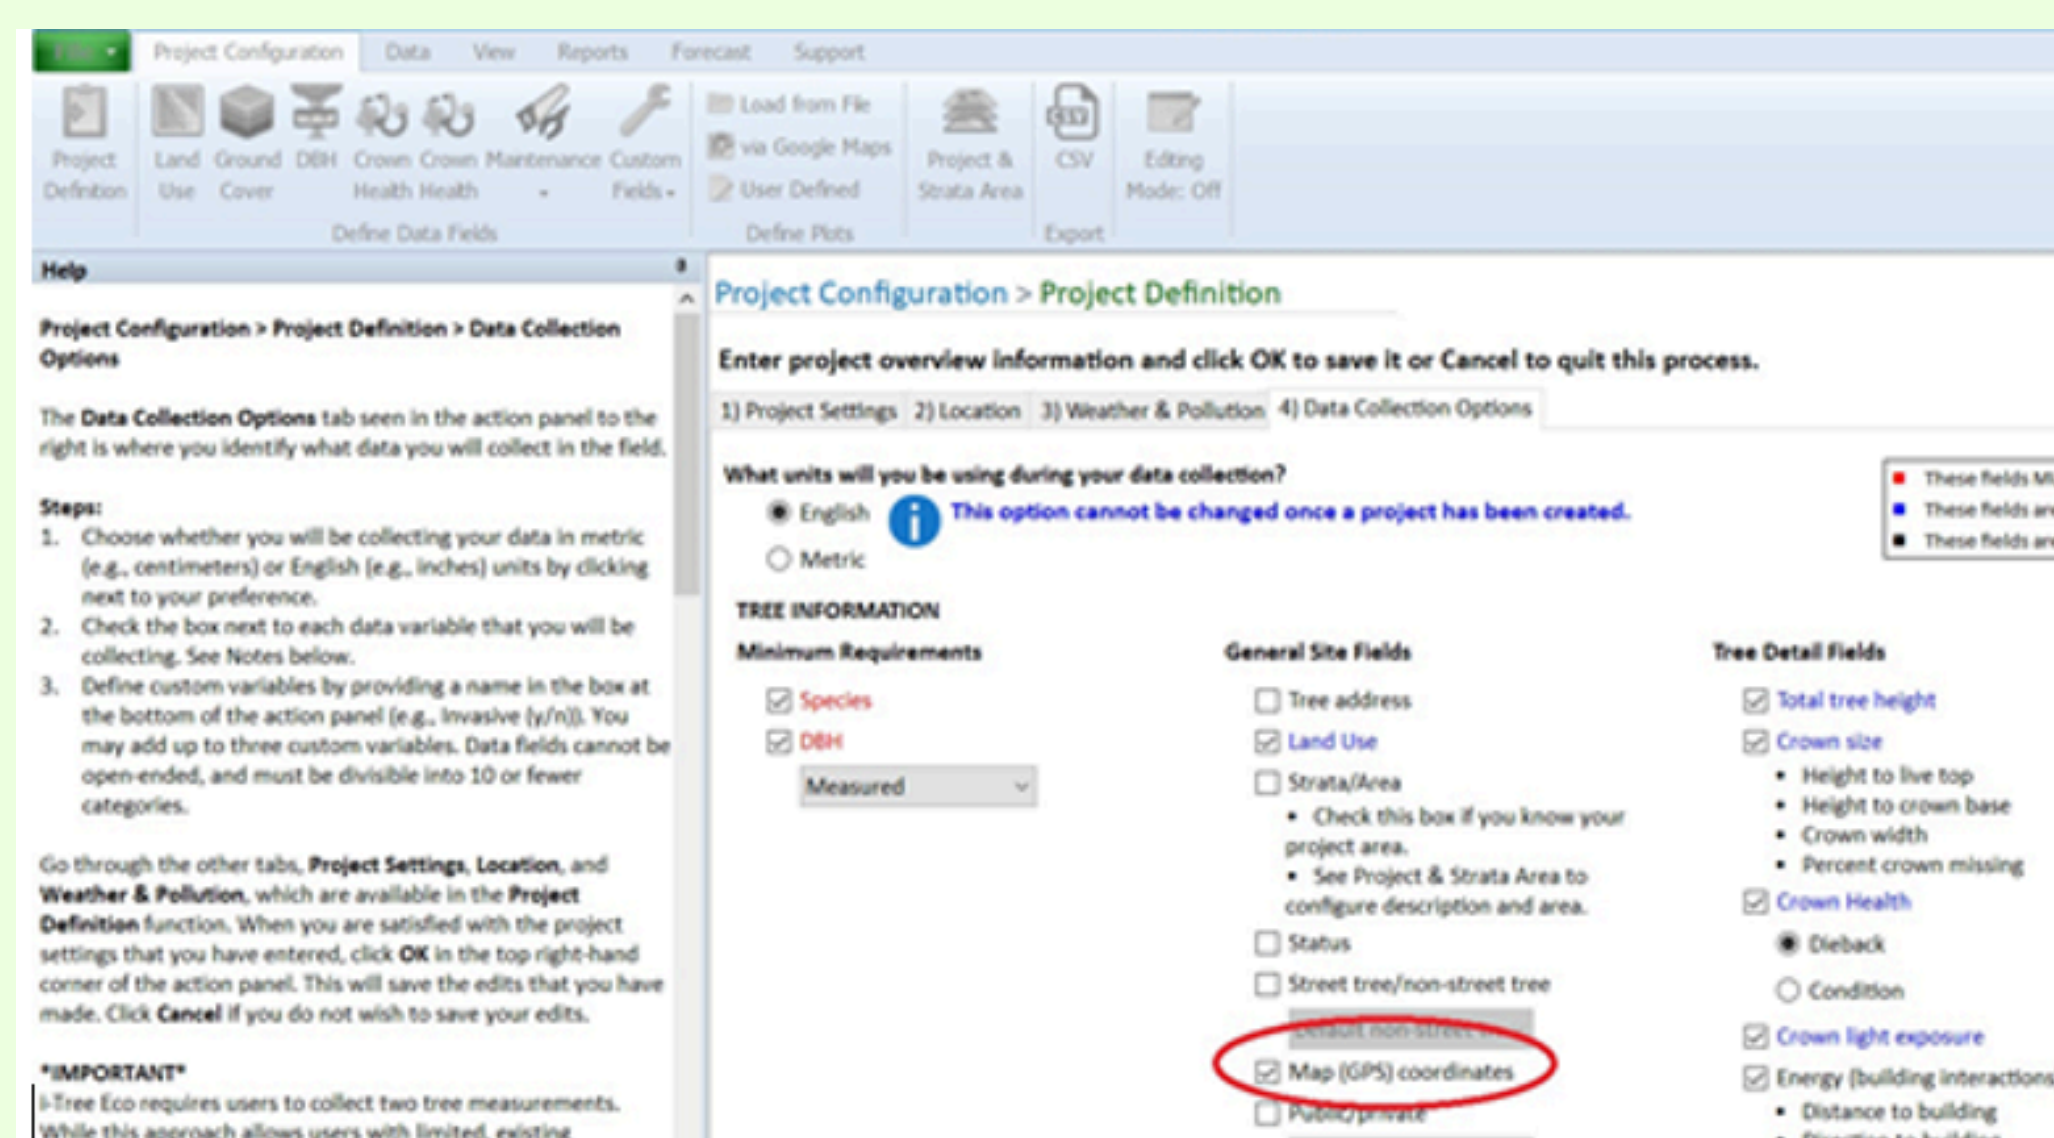 Project Configuration Data View Reports Forecast Support
Load from File
via Google Maps
User Defined
Project Definition
Land Use
Ground Cover
DBH
Crown Health
Crown Health
Maintenance
Custom Fields
Project & Strata Area
CSV
Editing Mode: Off
Define Data Fields
Define Plots
Export
Help
Project Configuration > Project Definition > Data Collection
Options
The Data Collection Options tab seen in the action panel to the
right is where you identify what data you will collect in the field.
Steps:
1. Choose whether you will be collecting your data in metric
(e.g., centimeters) or English (e.g., inches) units by clicking
next to your preference.
2. Check the box next to each data variable that you will be
collecting. See Notes below.
3. Define custom variables by providing a name in the box at
the bottom of the action panel (e.g., Invasive (y/n)). You
may add up to three custom variables. Data fields cannot be
open-ended, and must be divisible into 10 or fewer
categories.
Go through the other tabs, Project Settings, Location, and
Weather & Pollution, which are available in the Project
Definition function. When you are satisfied with the project
settings that you have entered, click OK in the top right-hand
corner of the action panel. This will save the edits that you have
made. Click Cancel if you do not wish to save your edits.
*IMPORTANT*
i-Tree Eco requires users to collect two tree measurements.
While this approach allows users with limited, existing
Project Configuration > Project Definition
Enter project overview information and click OK to save it or Cancel to quit this process.
1) Project Settings 2) Location 3) Weather & Pollution 4) Data Collection Options
What units will you be using during your data collection?
English
This option cannot be changed once a project has been created.
Metric
These fields
These fields are
These fields are
TREE INFORMATION
Minimum Requirements
Species
DBH
Measured
General Site Fields
Tree address
Land Use
Strata/Area
• Check this box if you know your
project area.
• See Project & Strata Area to
configure description and area.
Status
Street tree/non-street tree
Default non-street
Map (GPS) coordinates
Public/private
Tree Detail Fields
Total tree height
Crown size
• Height to live top
• Height to crown base
• Crown width
• Percent crown missing
Crown Health
Dieback
Condition
Crown light exposure
Energy (building interactions
• Distance to building
• Direction to building